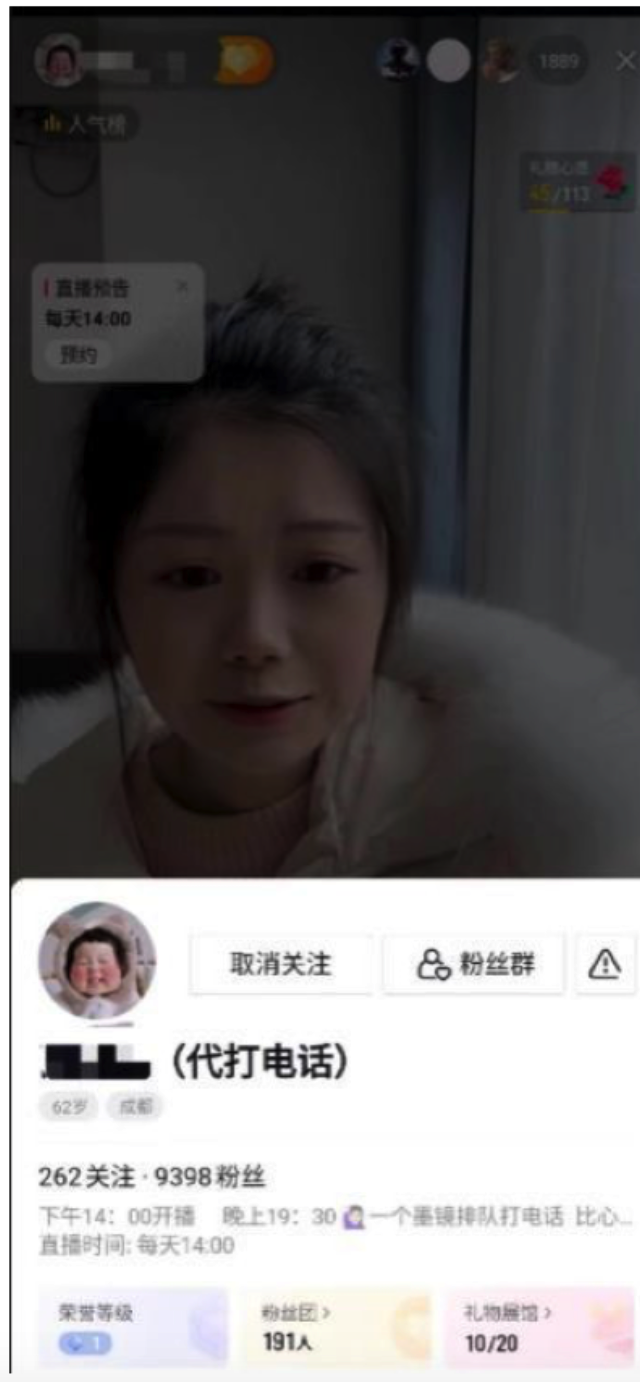 1889
人气榜
礼物心愿
45/113
直播预告
每天14:00
预约
取消关注
粉丝群
（代打电话）
62岁
成都
262关注·9398粉丝
下午14：00开播 晚上19：30🙋🏻‍♀️一个墨镜排队打电话 比心...
直播时间: 每天14:00
荣誉等级
1
粉丝团>
191人
礼物展馆>
10/20